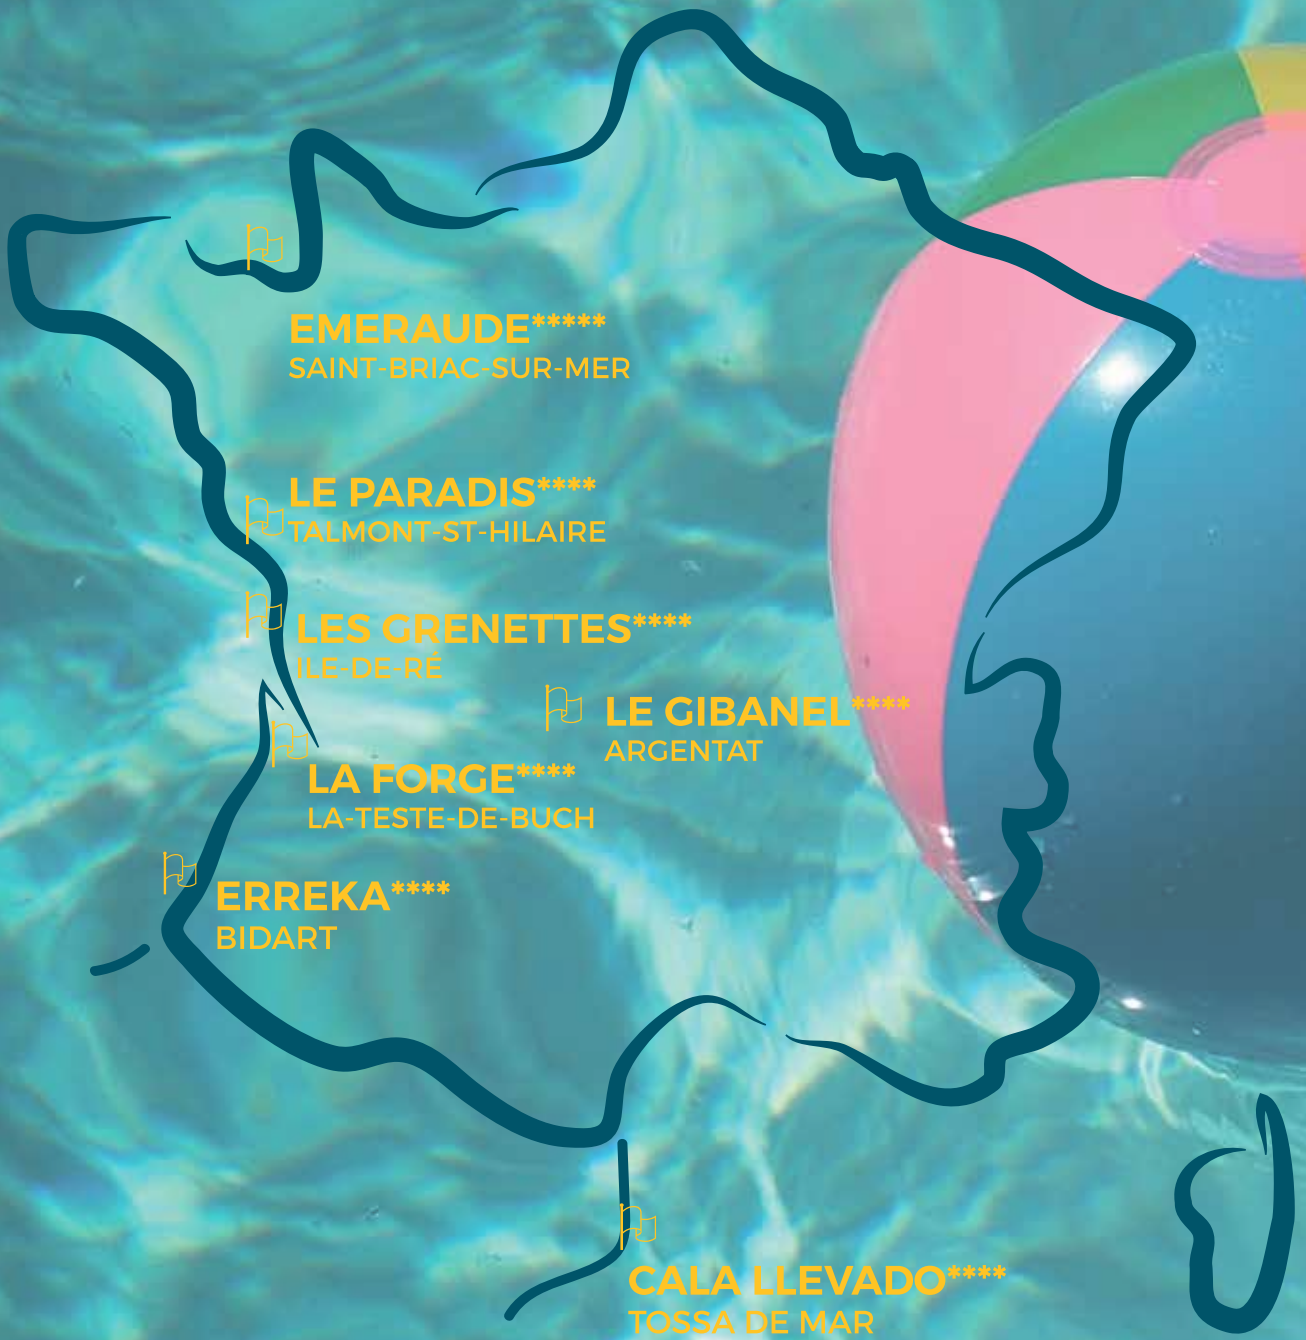 EMERAUDE*****
SAINT-BRIAC-SUR-MER
LE PARADIS****
TALMONT-ST-HILAIRE
LES GRENETTES****
ILE-DE-RÉ
LE GIBANEL****
ARGENTAT
LA FORGE****
LA-TESTE-DE-BUCH
ERREKA****
BIDART
CALA LLEVADO****
TOSSA DE MAR